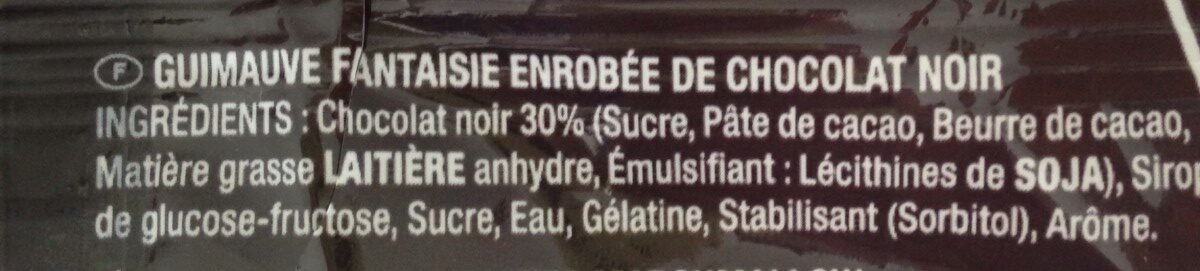 F GUIMAUVE FANTAISIE ENROBÉE DE CHOCOLAT NOIR
INGRÉDIENTS : Chocolat noir 30% (Sucre, Pâte de cacao, Beurre de cacao,
Matière grasse LAITIÈRE anhydre, Émulsifiant : Lécithines de SOJA), Siro
de glucose-fructose, Sucre, Eau, Gélatine, Stabilisant (Sorbitol), Arôme.